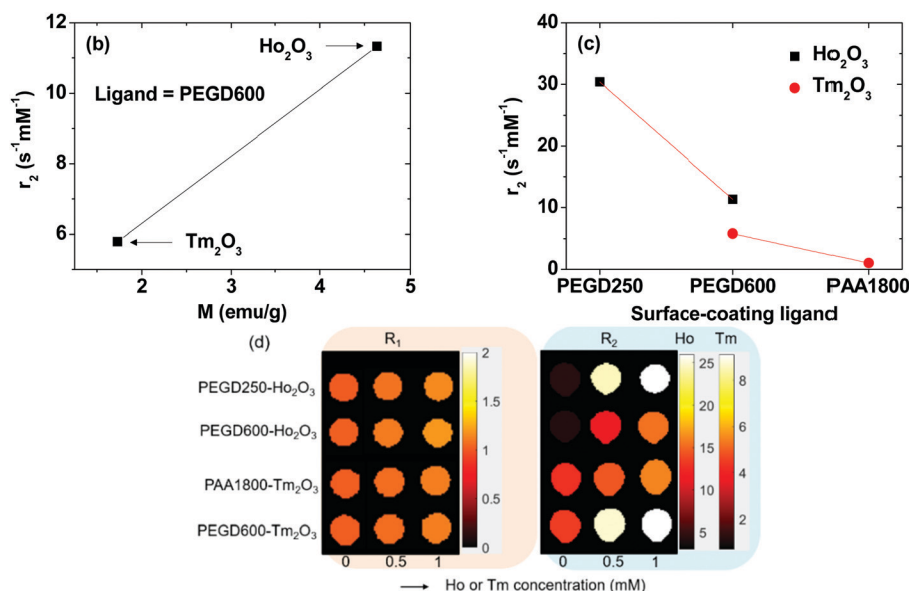 (b)
Ho₂O₃
Ligand = PEGD600
Tm₂O₃
r₂ (s⁻¹mM⁻¹)
12
10
8
6
2
3
4
5
M (emu/g)
(c)
Ho₂O₃
Tm₂O₃
r₂ (s⁻¹mM⁻¹)
40
30
20
10
0
PEGD250 PEGD600 PAA1800
Surface-coating ligand
(d)
R₁
R₂ Ho Tm
PEGD250-Ho₂O₃
PEGD600-Ho₂O₃
PAA1800-Tm₂O₃
PEGD600-Tm₂O₃
2
1.5
1
0.5
0
25
20
15
10
5
8
6
4
2
0 0.5 1
0 0.5 1
→ Ho or Tm concentration (mM)